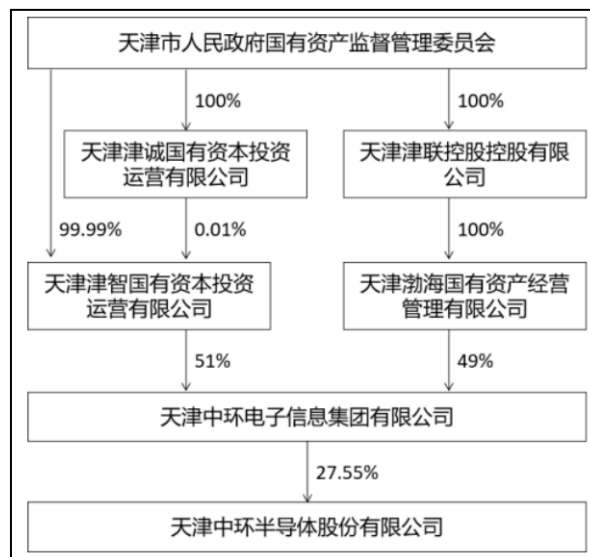 天津市人民政府国有资产监督管理委员会
100%
100%
天津津诚国有资本投资
运营有限公司
天津津联控股控股有限
公司
99.99%
0.01%
100%
天津津智国有资本投资
运营有限公司
天津渤海国有资产经营
管理有限公司
51%
49%
天津中环电子信息集团有限公司
27.55%
天津中环半导体股份有限公司